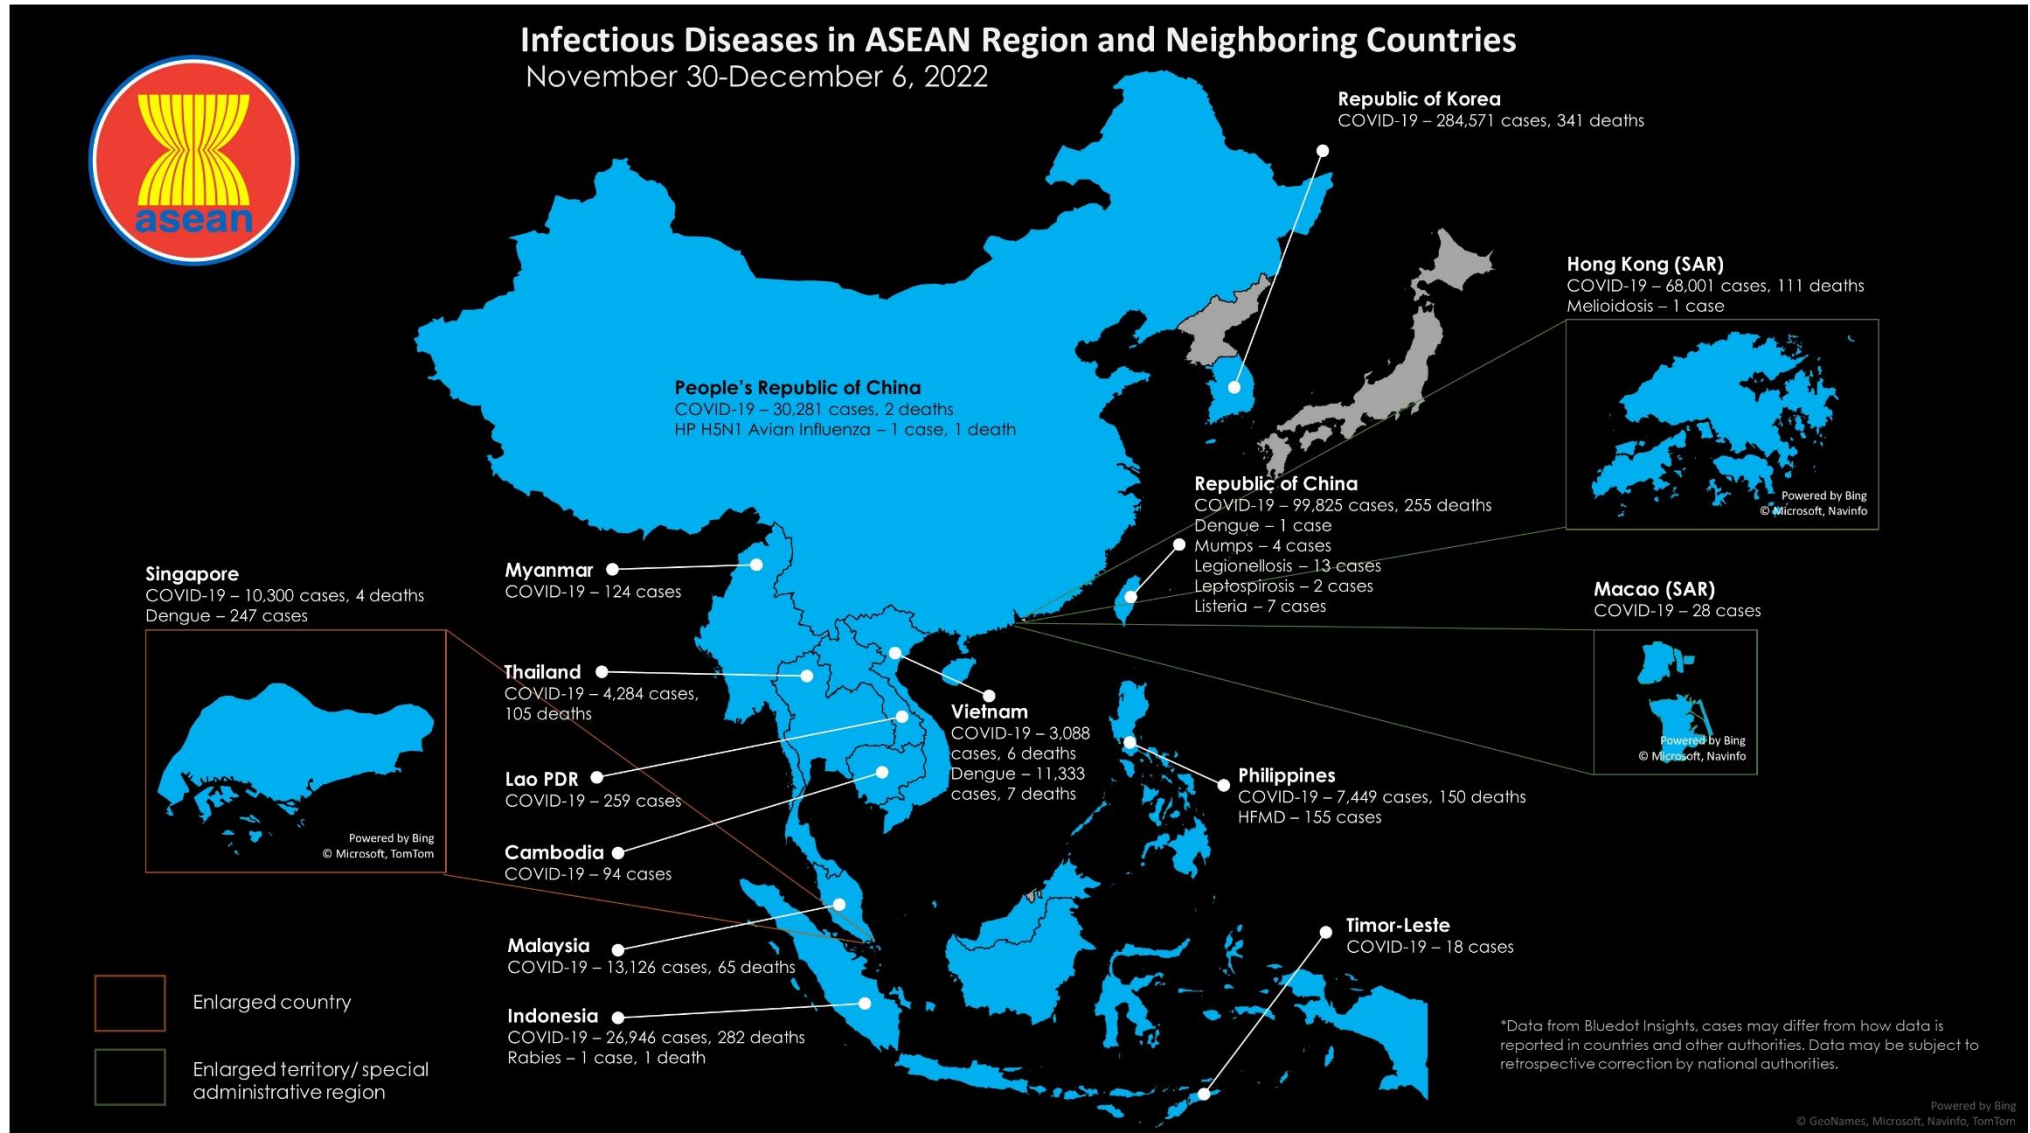 Infectious Diseases in ASEAN Region and Neighboring Countries
November 30-December 6, 2022
asean
Republic of Korea
COVID-19 – 284,571 cases, 341 deaths
Hong Kong (SAR)
COVID-19 – 68,001 cases, 111 deaths
Melioidosis – 1 case
Powered by Bing
© Microsoft, Navinfo
People's Republic of China
COVID-19 – 30,281 cases, 2 deaths
HP H5N1 Avian Influenza – 1 case, 1 death
Republic of China
COVID-19 – 99,825 cases, 255 deaths
Dengue – 1 case
Mumps – 4 cases
Legionellosis – 13 cases
Leptospirosis – 2 cases
Listeria – 7 cases
Macao (SAR)
COVID-19 – 28 cases
Powered by Bing
© Microsoft, Navinfo
Singapore
COVID-19 – 10,300 cases, 4 deaths
Dengue – 247 cases
Powered by Bing
© Microsoft, TomTom
Myanmar
COVID-19 – 124 cases
Thailand
COVID-19 – 4,284 cases,
105 deaths
Vietnam
COVID-19 – 3,088
cases, 6 deaths
Dengue – 11,333
cases, 7 deaths
Lao PDR
COVID-19 – 259 cases
Philippines
COVID-19 – 7,449 cases, 150 deaths
HFMD – 155 cases
Cambodia
COVID-19 – 94 cases
Malaysia
COVID-19 – 13,126 cases, 65 deaths
Timor-Leste
COVID-19 – 18 cases
Indonesia
COVID-19 – 26,946 cases, 282 deaths
Rabies – 1 case, 1 death
Enlarged country
Enlarged territory/ special
administrative region
*Data from Bluedot Insights, cases may differ from how data is
reported in countries and other authorities. Data may be subject to
retrospective correction by national authorities.
Powered by Bing
© GeoNames, Microsoft, Navinfo, TomTom